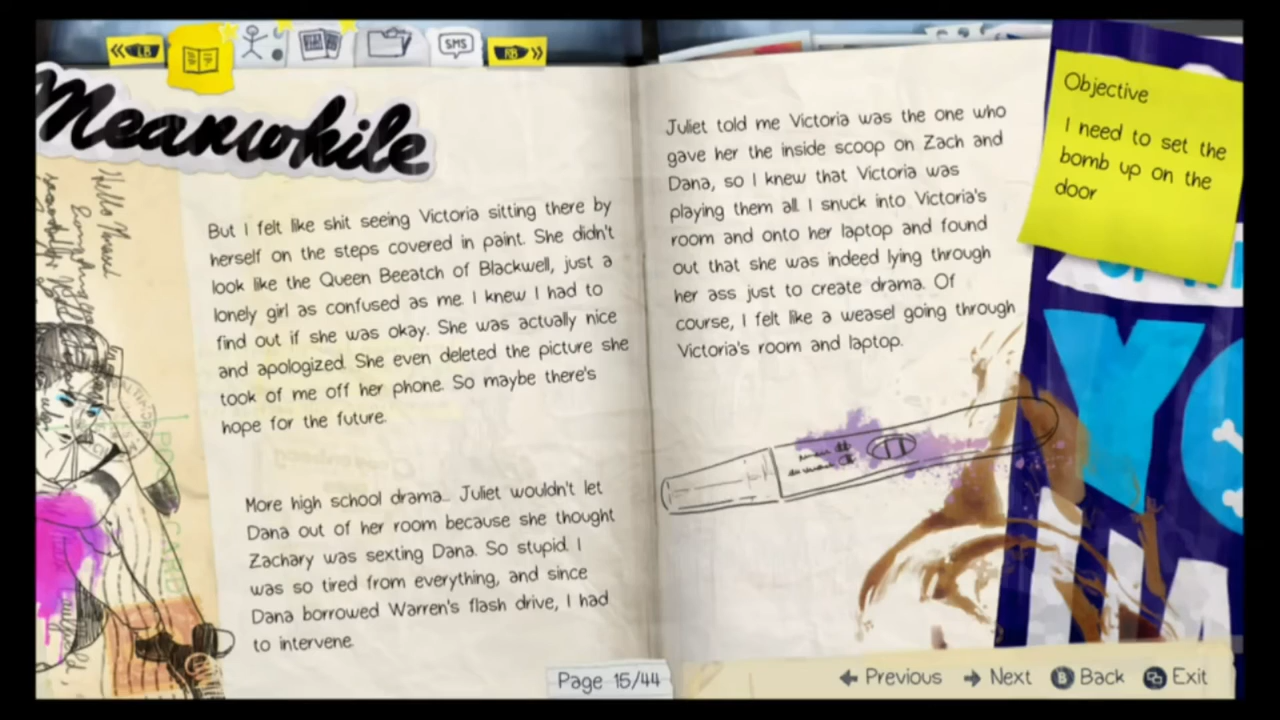 LB
SMS
RB
Meanwhile
But I felt like shit seeing Victoria sitting there by
herself on the steps covered in paint. She didn't
look like the Queen Beeatch of Blackwell, just a
lonely girl as confused as me. I knew I had to
find out if she was okay. She was actually nice
and apologized. She even deleted the picture she
took of me off her phone. So maybe there's
hope for the future.
More high school drama... Juliet wouldn't let
Dana out of her room because she thought
Zachary was sexting Dana. So stupid. I
was so tired from everything, and since
Dana borrowed Warren's flash drive, I had
to intervene.
Juliet told me Victoria was the one who
gave her the inside scoop on Zach and
Dana, so I knew that Victoria was
playing them all. I snuck into Victoria's
room and onto her laptop and found
out that she was indeed lying through
her ass just to create drama. Of
course, I felt like a weasel going through
Victoria's room and laptop.
Objective
I need to set the
bomb up on the
door
Page 15/44
Previous
Next
B Back
Exit